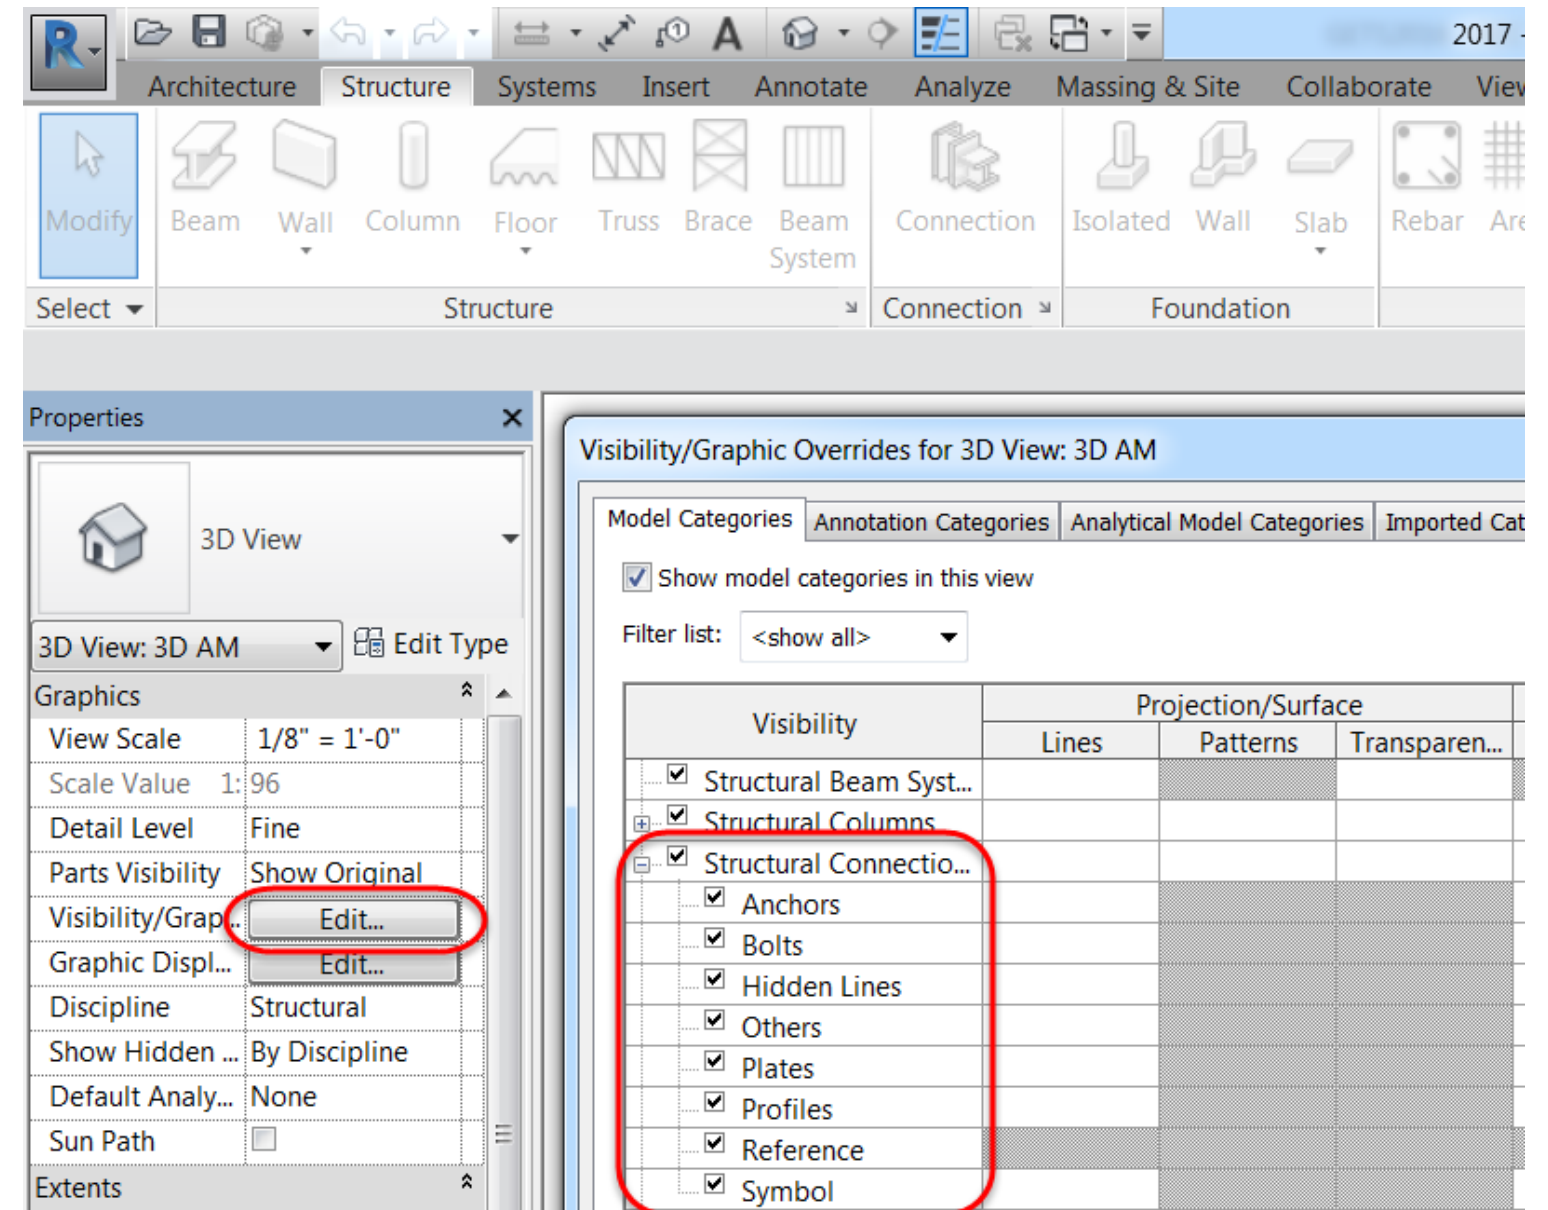 R
1
A
2017 -
Architecture Structure Systems Insert Annotate Analyze Massing & Site Collaborate View
Modify Beam Wall Column Floor Truss Brace Beam System Connection Isolated Wall Slab Rebar Are
Select Structure Connection Foundation
Properties
3D View
3D View: 3D AM Edit Type
Graphics
View Scale 1/8" = 1'-0"
Scale Value 1: 96
Detail Level Fine
Parts Visibility Show Original
Visibility/Grap... Edit...
Graphic Displ... Edit...
Discipline Structural
Show Hidden ... By Discipline
Default Analy... None
Sun Path
Extents
Visibility/Graphic Overrides for 3D View: 3D AM
Model Categories Annotation Categories Analytical Model Categories Imported Cat
Show model categories in this view
Filter list: <show all>
Visibility Projection/Surface
Lines Patterns Transparen...
Structural Beam Syst...
Structural Columns
Structural Connectio...
Anchors
Bolts
Hidden Lines
Others
Plates
Profiles
Reference
Symbol